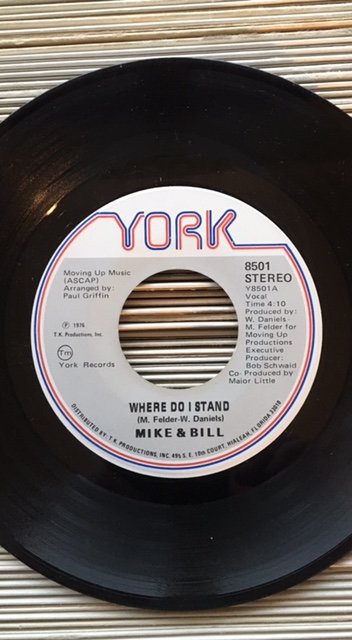 YORK
Moving Up Music
(ASCAP)
Arranged by:
Paul Griffin
℗ 1976
T.K. Productions, Inc.
Tm
York Records
8501
STEREO
Y8501A
Vocal
Time 4:10
Produced by:
W. Daniels-
M. Felder for
Moving Up
Productions
Executive
Producer:
Bob Schwaid
Co-Produced by
Major Little
WHERE DO I STAND
(M. Felder-W. Daniels)
MIKE & BILL
DISTRIBUTED BY: T.K. PRODUCTIONS, INC. 495 S.E. 10th COURT, HIALEAH, FLORIDA 33010